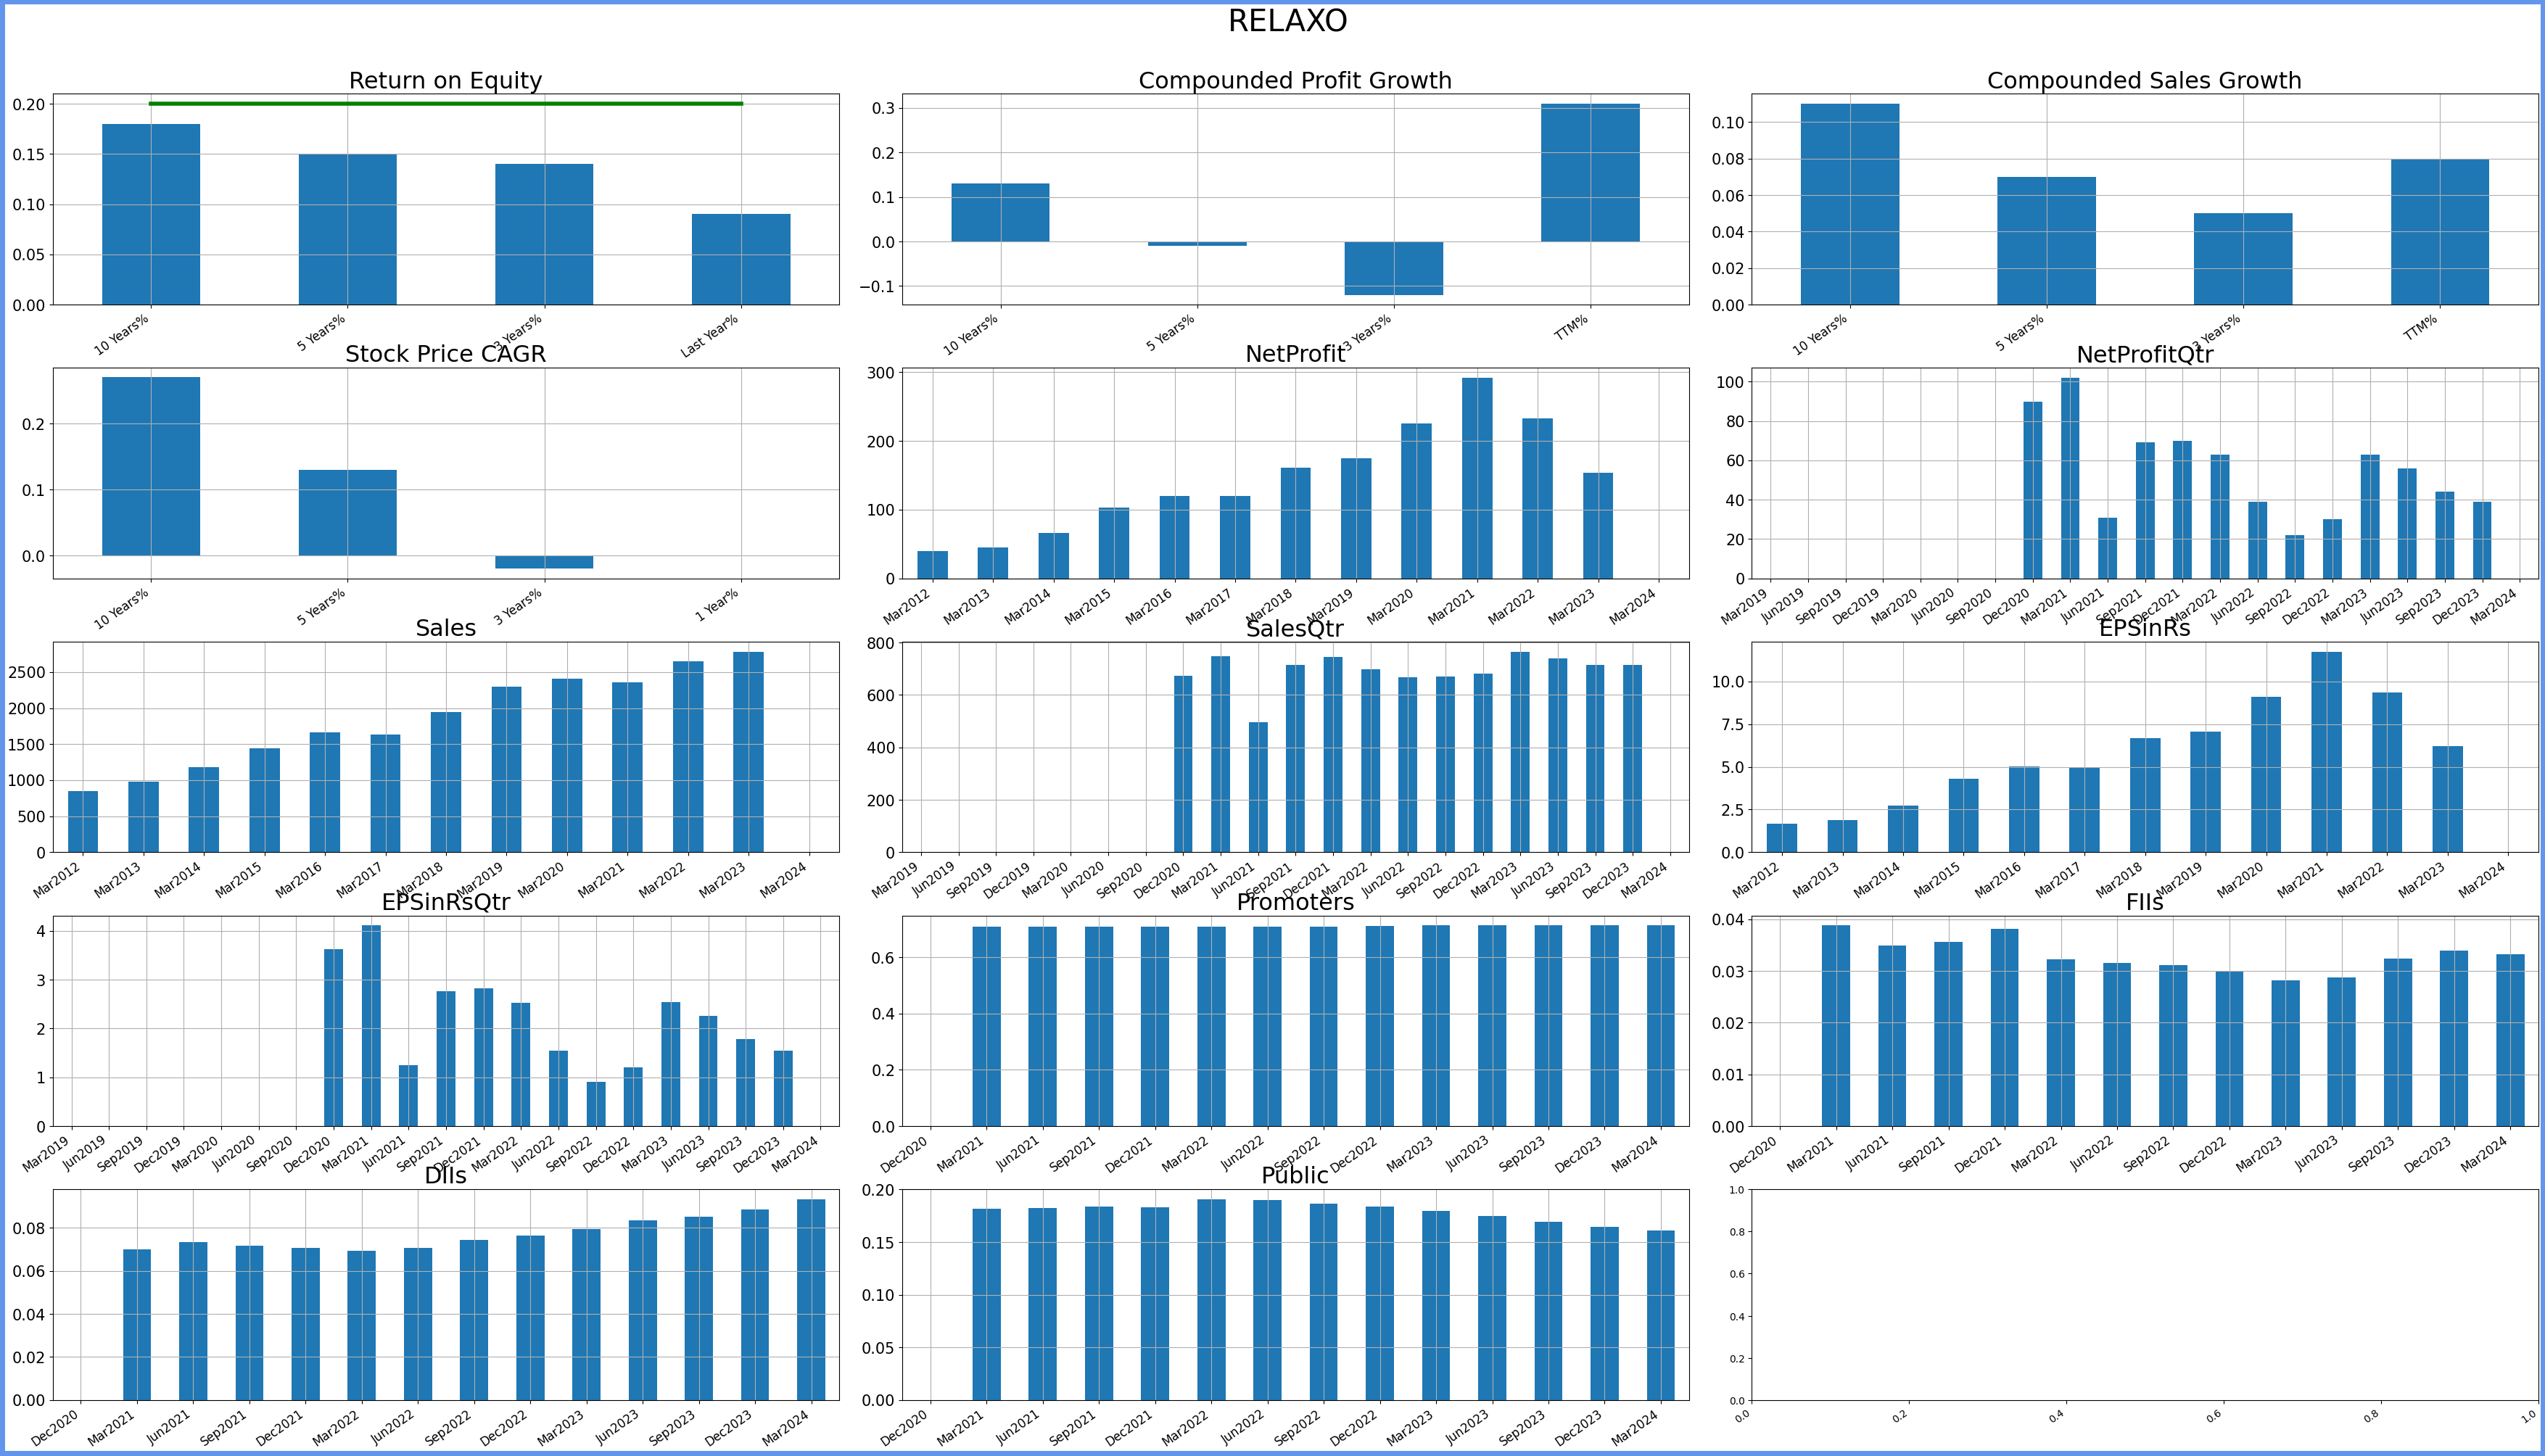 RELAXO
Return on Equity
0.20
0.15
0.10
0.05
0.00
10 Years% 5 Years% 3 Years% Last Year%
Compounded Profit Growth
0.3
0.2
0.1
0.0
−0.1
10 Years% 5 Years% 3 Years% TTM%
Compounded Sales Growth
0.10
0.08
0.06
0.04
0.02
0.00
10 Years% 5 Years% 3 Years% TTM%
Stock Price CAGR
0.2
0.1
0.0
10 Years% 5 Years% 3 Years% 1 Year%
NetProfit
300
200
100
0
Mar2012 Mar2013 Mar2014 Mar2015 Mar2016 Mar2017 Mar2018 Mar2019 Mar2020 Mar2021 Mar2022 Mar2023 Mar2024
NetProfitQtr
100
80
60
40
20
0
Mar2019 Jun2019 Sep2019 Dec2019 Mar2020 Jun2020 Sep2020 Dec2020 Mar2021 Jun2021 Sep2021 Dec2021 Mar2022 Jun2022 Sep2022 Dec2022 Mar2023 Jun2023 Sep2023 Dec2023 Mar2024
Sales
2500
2000
1500
1000
500
0
Mar2012 Mar2013 Mar2014 Mar2015 Mar2016 Mar2017 Mar2018 Mar2019 Mar2020 Mar2021 Mar2022 Mar2023 Mar2024
SalesQtr
800
600
400
200
0
Mar2019 Jun2019 Sep2019 Dec2019 Mar2020 Jun2020 Sep2020 Dec2020 Mar2021 Jun2021 Sep2021 Dec2021 Mar2022 Jun2022 Sep2022 Dec2022 Mar2023 Jun2023 Sep2023 Dec2023 Mar2024
EPSinRs
10.0
7.5
5.0
2.5
0.0
Mar2012 Mar2013 Mar2014 Mar2015 Mar2016 Mar2017 Mar2018 Mar2019 Mar2020 Mar2021 Mar2022 Mar2023 Mar2024
EPSinRsQtr
4
3
2
1
0
Mar2019 Jun2019 Sep2019 Dec2019 Mar2020 Jun2020 Sep2020 Dec2020 Mar2021 Jun2021 Sep2021 Dec2021 Mar2022 Jun2022 Sep2022 Dec2022 Mar2023 Jun2023 Sep2023 Dec2023 Mar2024
Promoters
0.6
0.4
0.2
0.0
Dec2020 Mar2021 Jun2021 Sep2021 Dec2021 Mar2022 Jun2022 Sep2022 Dec2022 Mar2023 Jun2023 Sep2023 Dec2023 Mar2024
FIIs
0.04
0.03
0.02
0.01
0.00
Dec2020 Mar2021 Jun2021 Sep2021 Dec2021 Mar2022 Jun2022 Sep2022 Dec2022 Mar2023 Jun2023 Sep2023 Dec2023 Mar2024
DIIs
0.08
0.06
0.04
0.02
0.00
Dec2020 Mar2021 Jun2021 Sep2021 Dec2021 Mar2022 Jun2022 Sep2022 Dec2022 Mar2023 Jun2023 Sep2023 Dec2023 Mar2024
Public
0.20
0.15
0.10
0.05
0.00
Dec2020 Mar2021 Jun2021 Sep2021 Dec2021 Mar2022 Jun2022 Sep2022 Dec2022 Mar2023 Jun2023 Sep2023 Dec2023 Mar2024
1.0
0.8
0.6
0.4
0.2
0.0
0.0 0.2 0.4 0.6 0.8 1.0